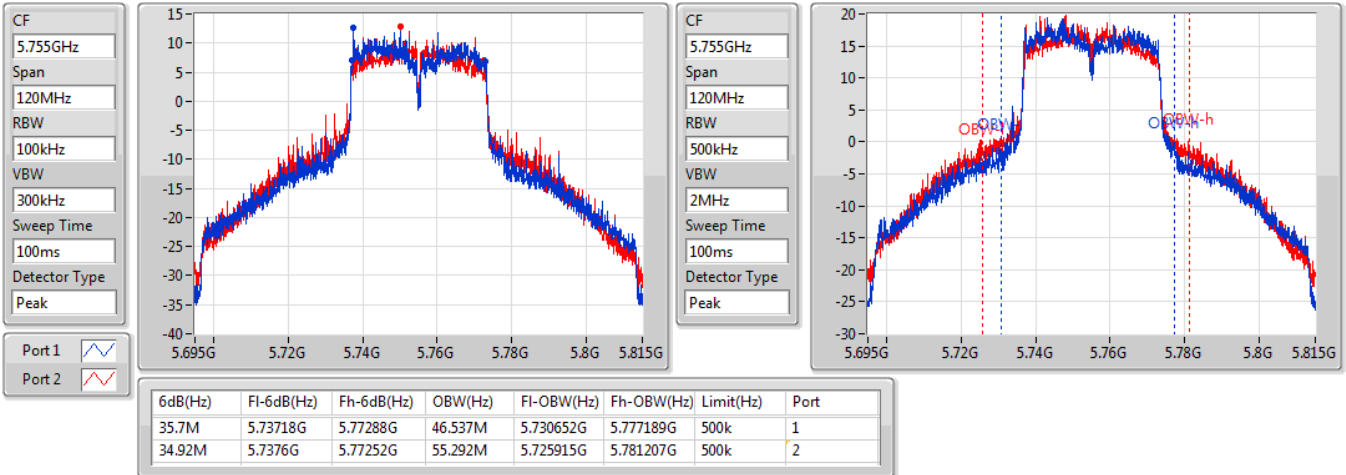 CF
5.755GHz
Span
120MHz
RBW
100kHz
VBW
300kHz
Sweep Time
100ms
Detector Type
Peak
15
10
5
0
-5
-10
-15
-20
-25
-30
-35
-40
5.695G 5.72G 5.74G 5.76G 5.78G 5.8G 5.815G
CF
5.755GHz
Span
120MHz
RBW
500kHz
VBW
2MHz
Sweep Time
100ms
Detector Type
Peak
20
15
10
5
0
-5
-10
-15
-20
-25
-30
OBW-h
OBW-h
5.695G 5.72G 5.74G 5.76G 5.78G 5.8G 5.815G
Port 1
Port 2
6dB(Hz) Fl-6dB(Hz) Fh-6dB(Hz) OBW(Hz) Fl-OBW(Hz) Fh-OBW(Hz) Limit(Hz) Port
35.7M 5.73718G 5.77288G 46.537M 5.730652G 5.777189G 500k 1
34.92M 5.7376G 5.77252G 55.292M 5.725915G 5.781207G 500k 2